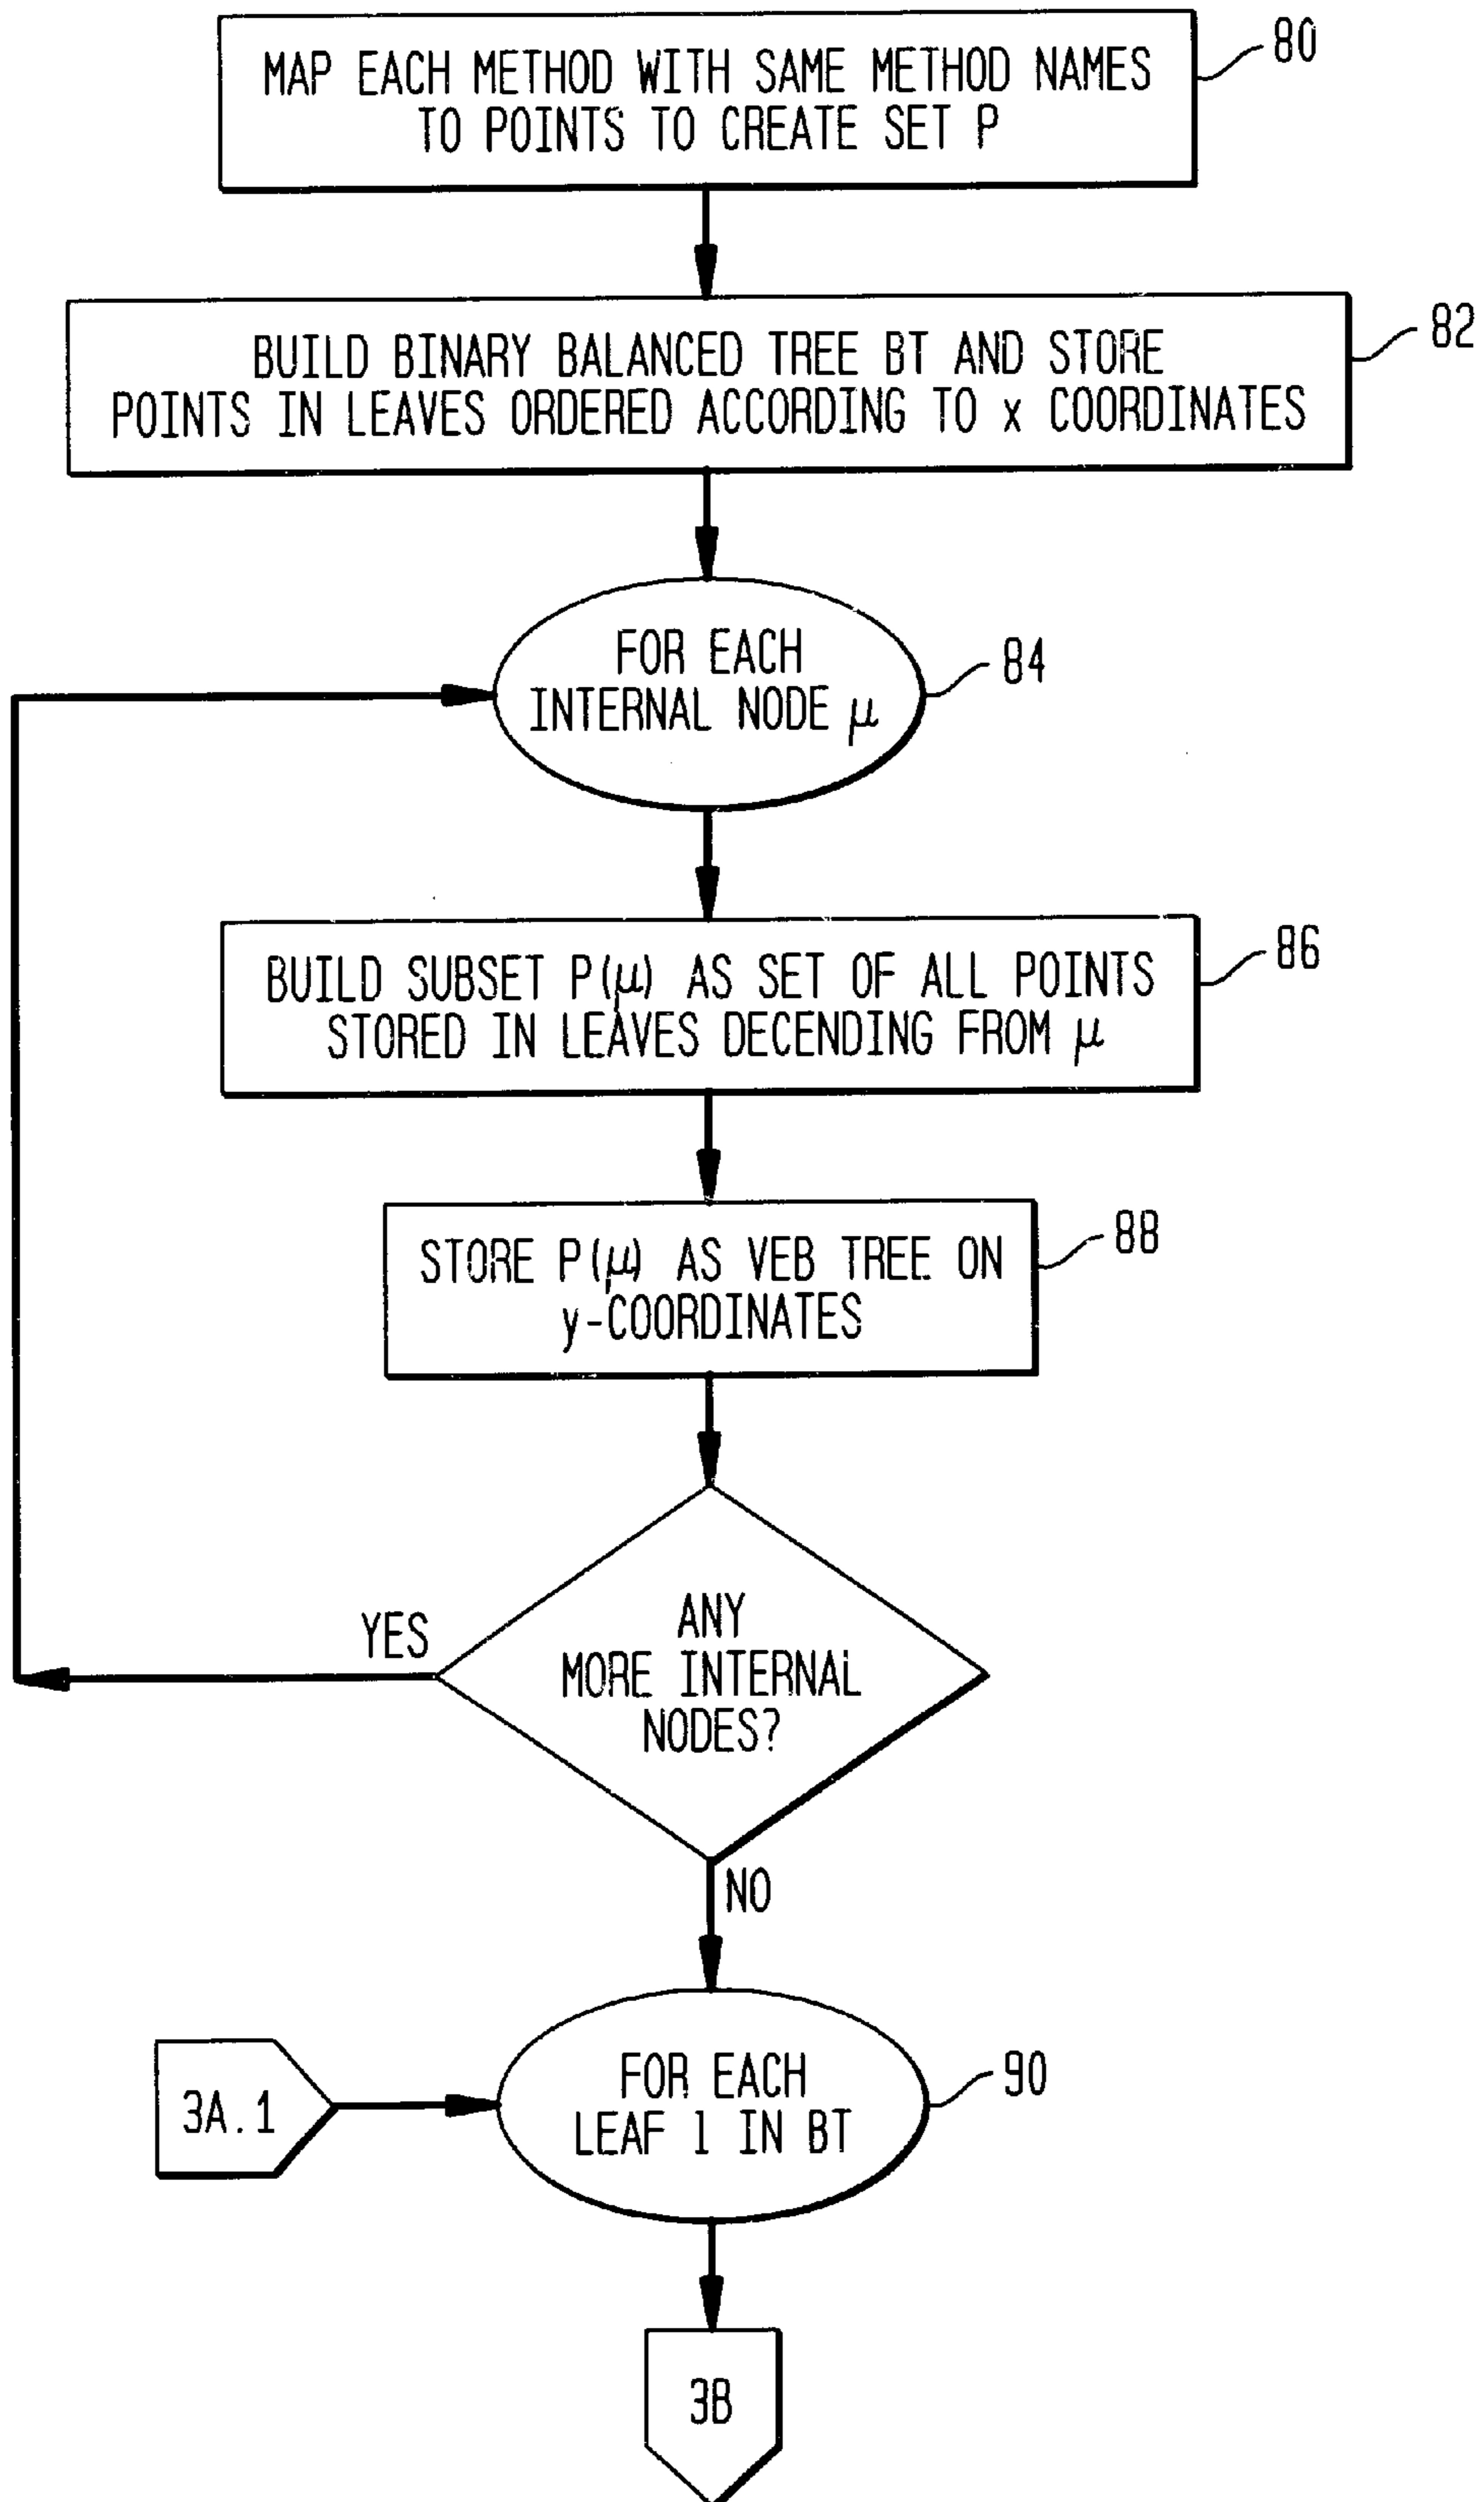 MAP EACH METHOD WITH SAME METHOD NAMES
TO POINTS TO CREATE SET P
80
BUILD BINARY BALANCED TREE BT AND STORE
POINTS IN LEAVES ORDERED ACCORDING TO x COORDINATES
82
FOR EACH
INTERNAL NODE μ
84
BUILD SUBSET P(μ) AS SET OF ALL POINTS
STORED IN LEAVES DECENDING FROM μ
86
STORE P(μ) AS VEB TREE ON
y-COORDINATES
88
ANY
MORE INTERNAL
NODES?
YES
NO
FOR EACH
LEAF l IN BT
90
3A.1
3B